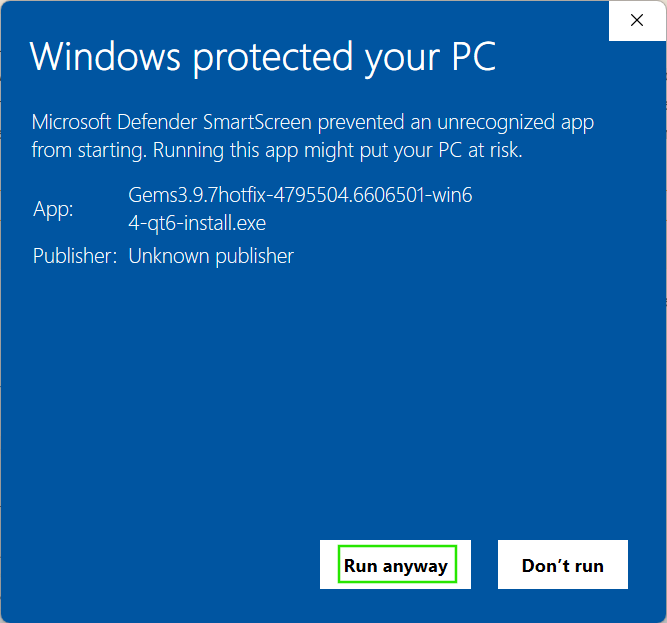 Windows protected your PC
Microsoft Defender SmartScreen prevented an unrecognized app
from starting. Running this app might put your PC at risk.
App: Gems3.9.7hotfix-4795504.6606501-win6
4-qt6-install.exe
Publisher: Unknown publisher
Run anyway
Don't run